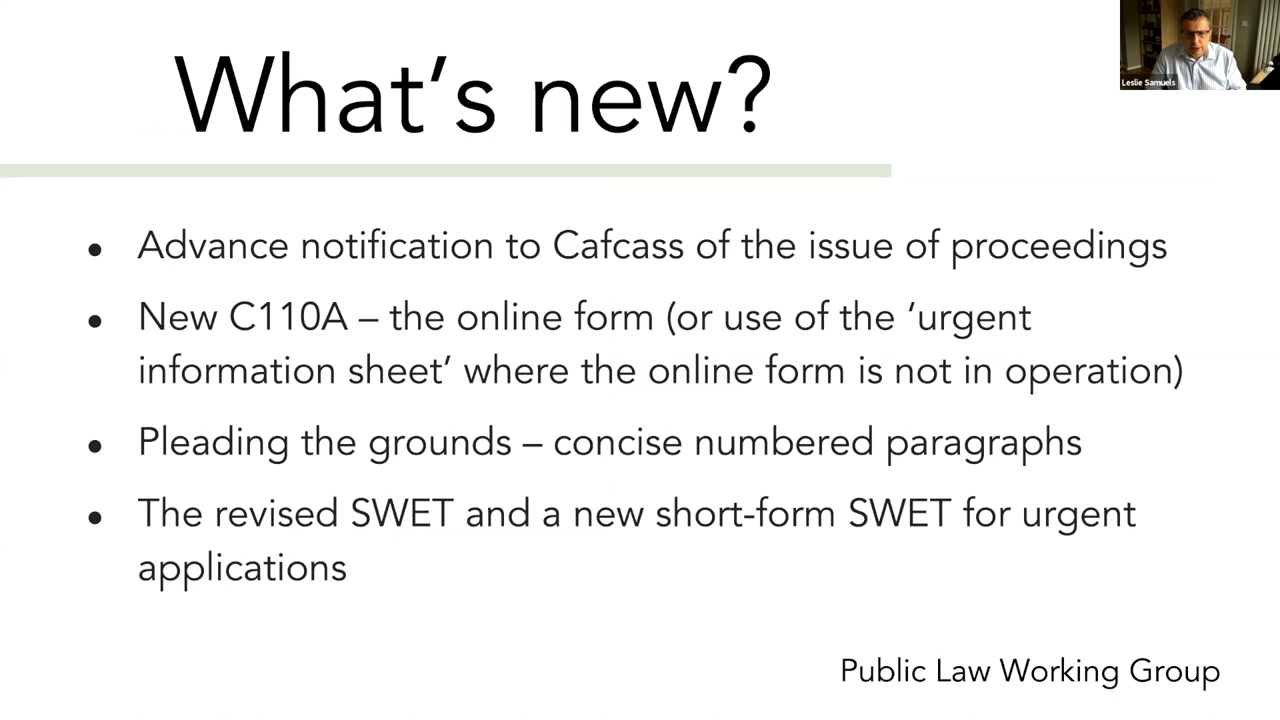 What's new?
Leslie Samuels
• Advance notification to Cafcass of the issue of proceedings
• New C110A – the online form (or use of the ‘urgent
information sheet’ where the online form is not in operation)
• Pleading the grounds – concise numbered paragraphs
• The revised SWET and a new short-form SWET for urgent
applications
Public Law Working Group